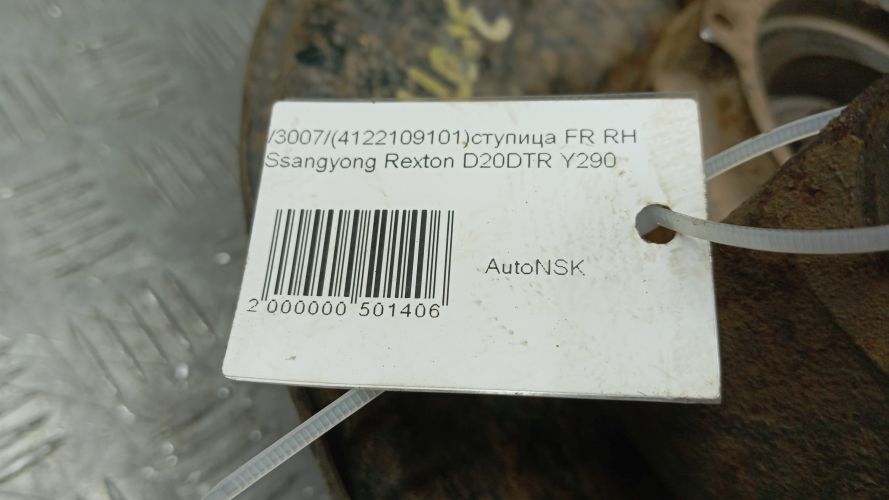 /3007/(4122109101)ступица FR RH
Ssangyong Rexton D20DTR Y290
AutoNSK
2 000000 501406